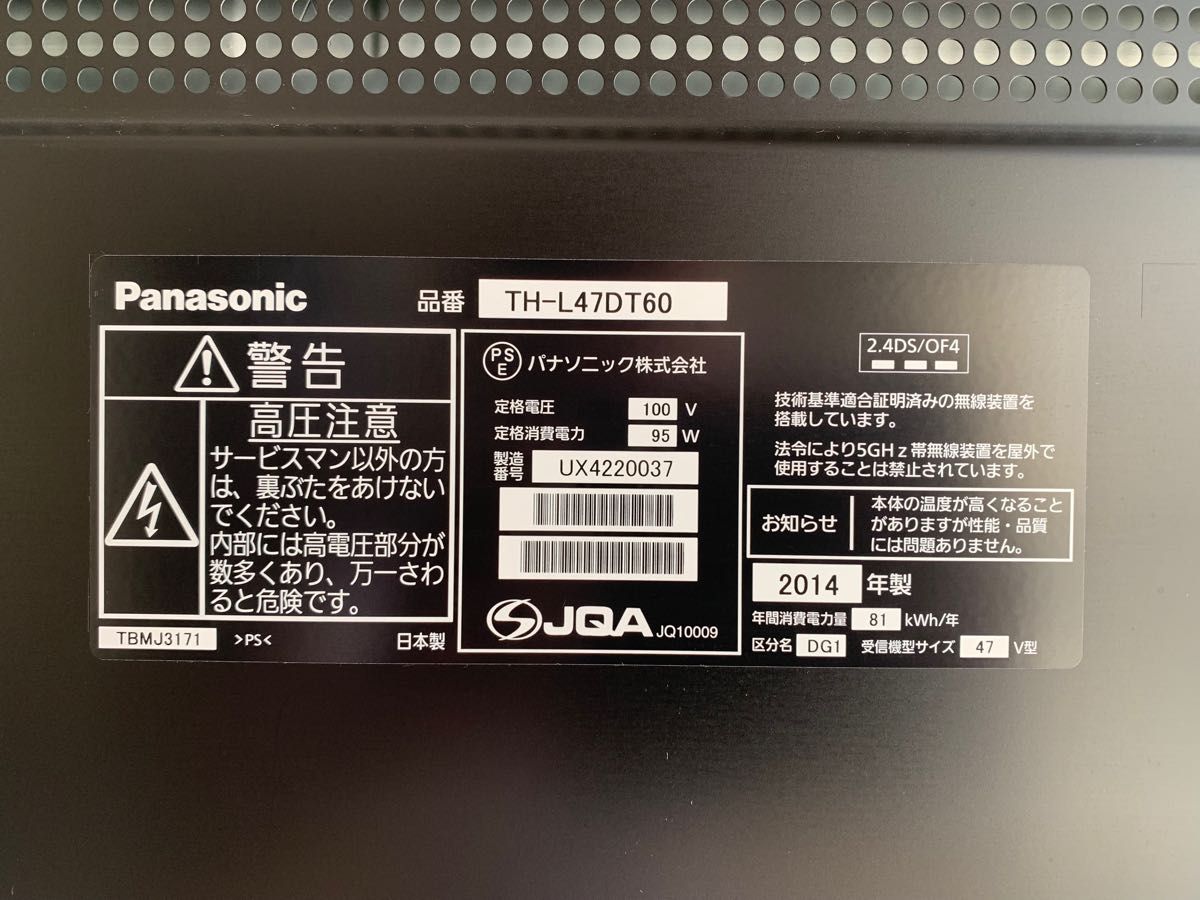 Panasonic
品番 TH-L47DT60
警告
高圧注意
サービスマン以外の方
は、裏ぶたをあけない
でください。
内部には高電圧部分が
数多くあり、万一さわ
ると危険です。
TBMJ3171 >PS< 日本製
PSE パナソニック株式会社
定格電圧 100 V
定格消費電力 95 W
製造
番号 UX4220037
JQA JQ10009
2.4DS/OF4
技術基準適合証明済みの無線装置を
搭載しています。
法令により5GHz帯無線装置を屋外で
使用することは禁止されています。
お知らせ
本体の温度が高くなること
がありますが性能・品質
には問題ありません。
2014 年製
年間消費電力量 81 kWh/年
区分名 DG1 受信機型サイズ 47 V型